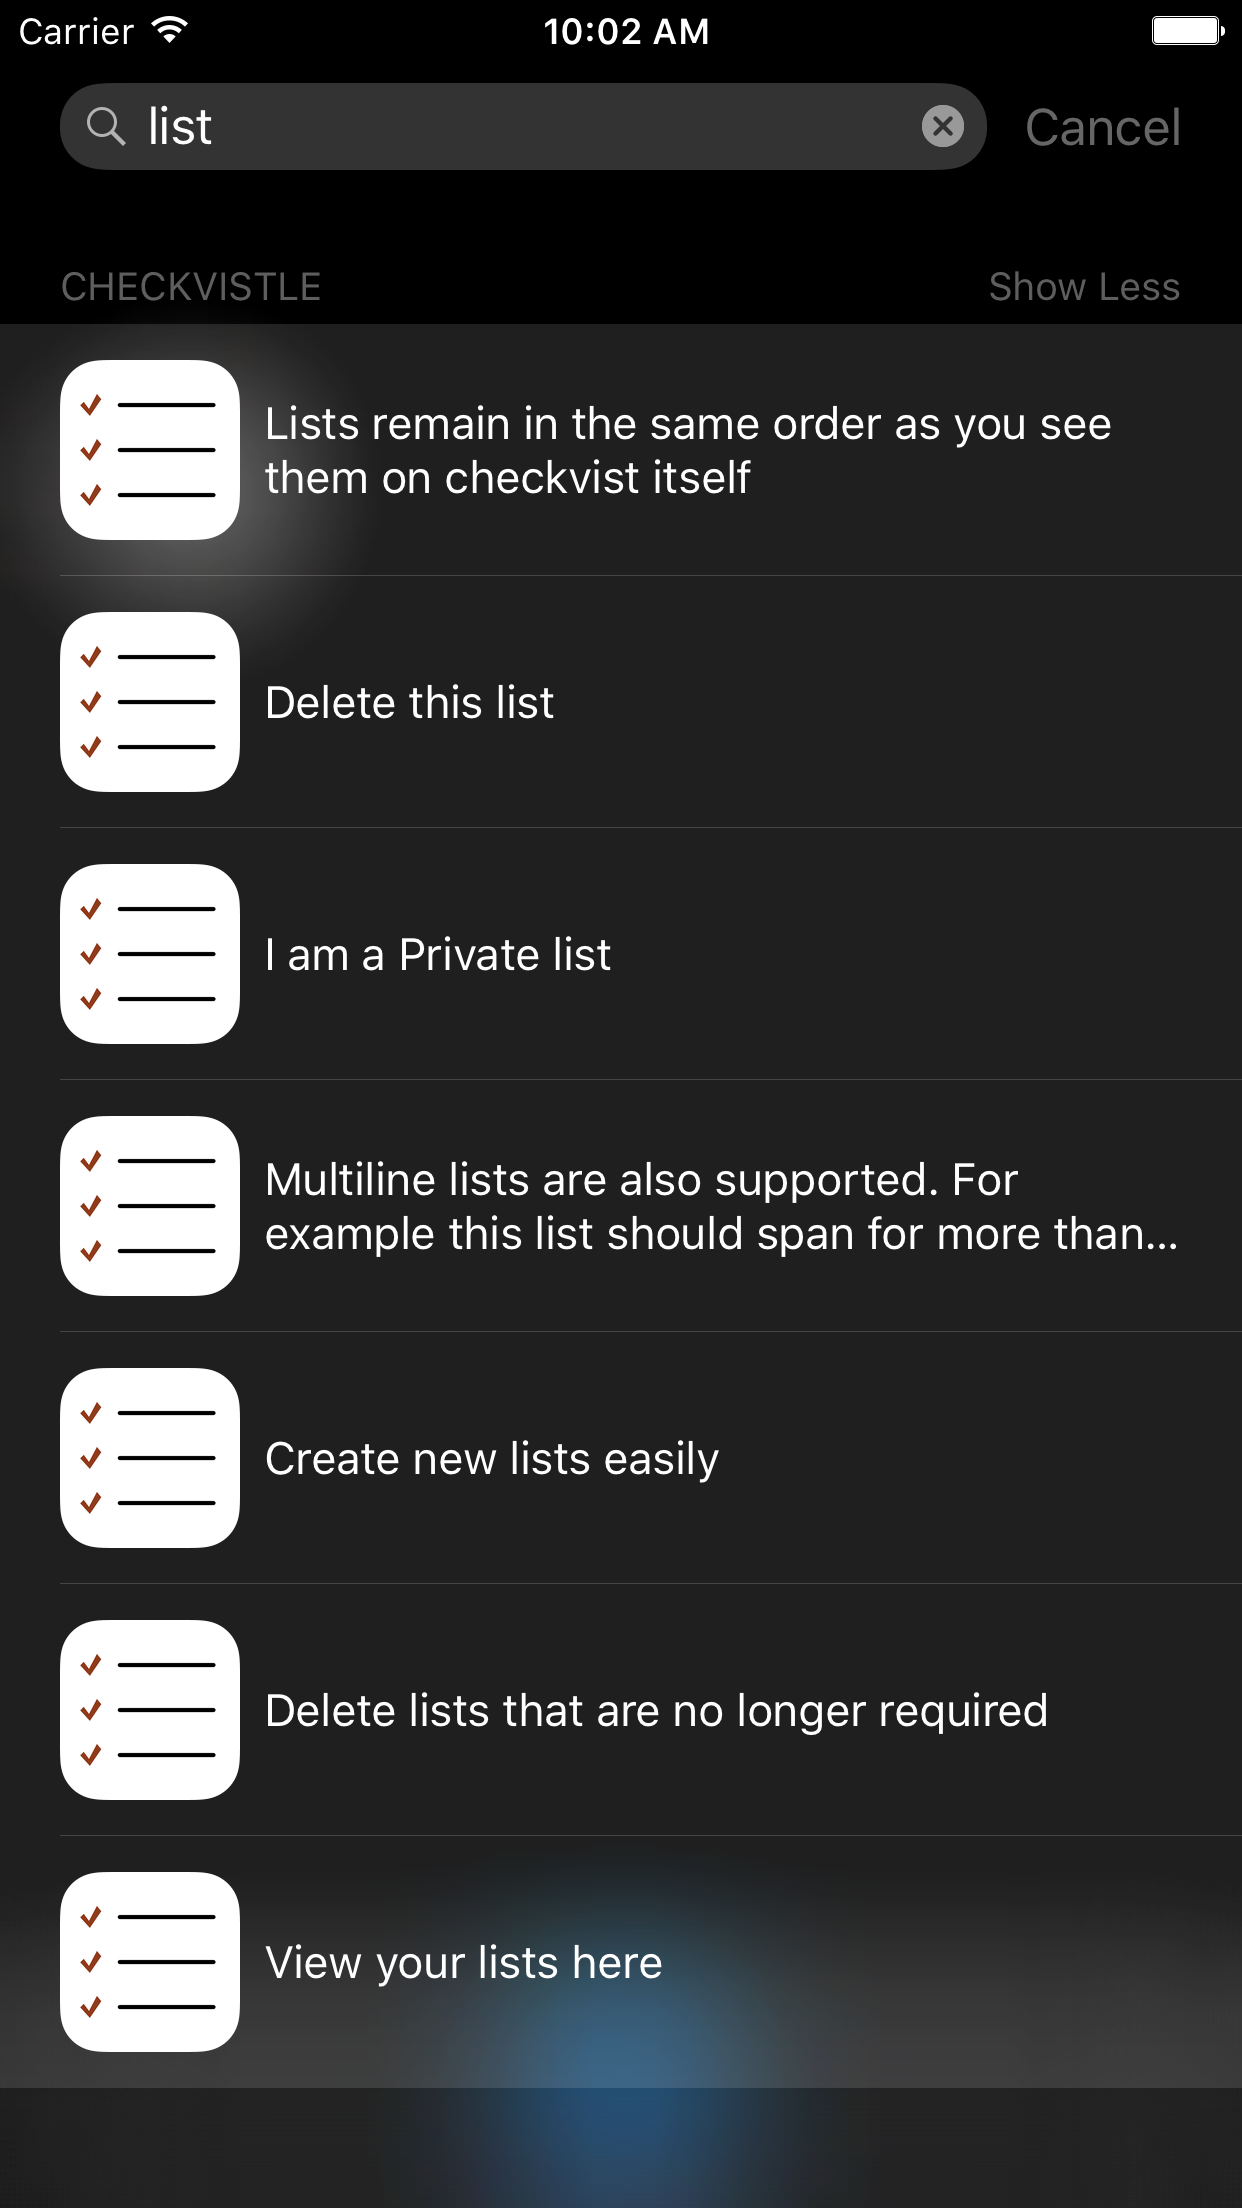 Carrier 10:02 AM
list Cancel
CHECKVISTLE Show Less
Lists remain in the same order as you see
them on checkvist itself
Delete this list
I am a Private list
Multiline lists are also supported. For
example this list should span for more than...
Create new lists easily
Delete lists that are no longer required
View your lists here